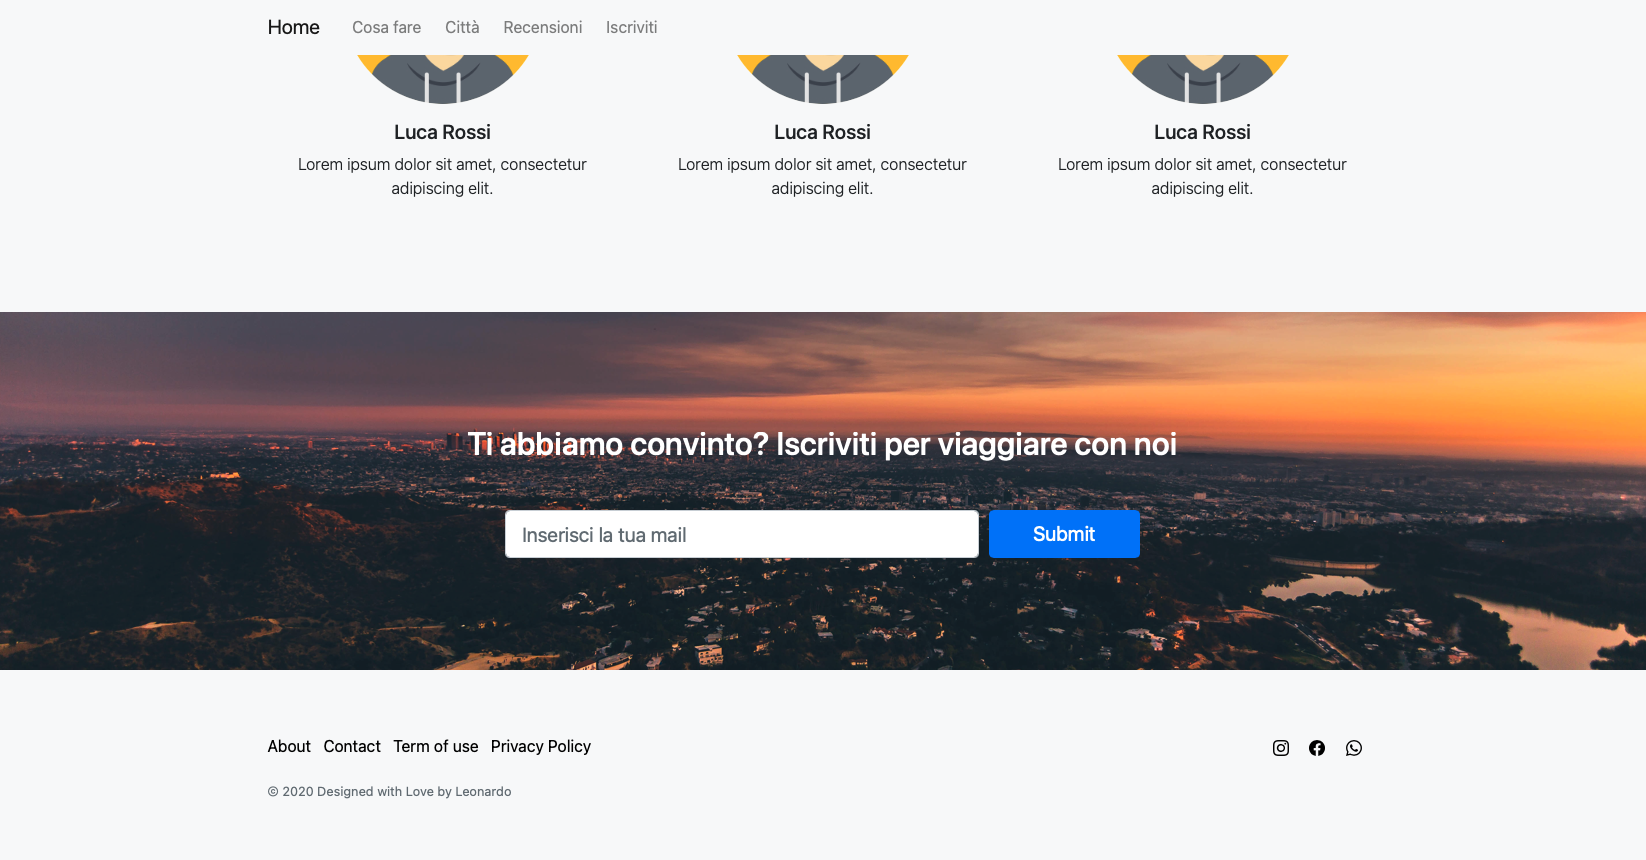 Home Cosa fare Città Recensioni Iscriviti
Luca Rossi
Lorem ipsum dolor sit amet, consectetur
adipiscing elit.
Luca Rossi
Lorem ipsum dolor sit amet, consectetur
adipiscing elit.
Luca Rossi
Lorem ipsum dolor sit amet, consectetur
adipiscing elit.
Ti abbiamo convinto? Iscriviti per viaggiare con noi
Inserisci la tua mail
Submit
About Contact Term of use Privacy Policy
© 2020 Designed with Love by Leonardo